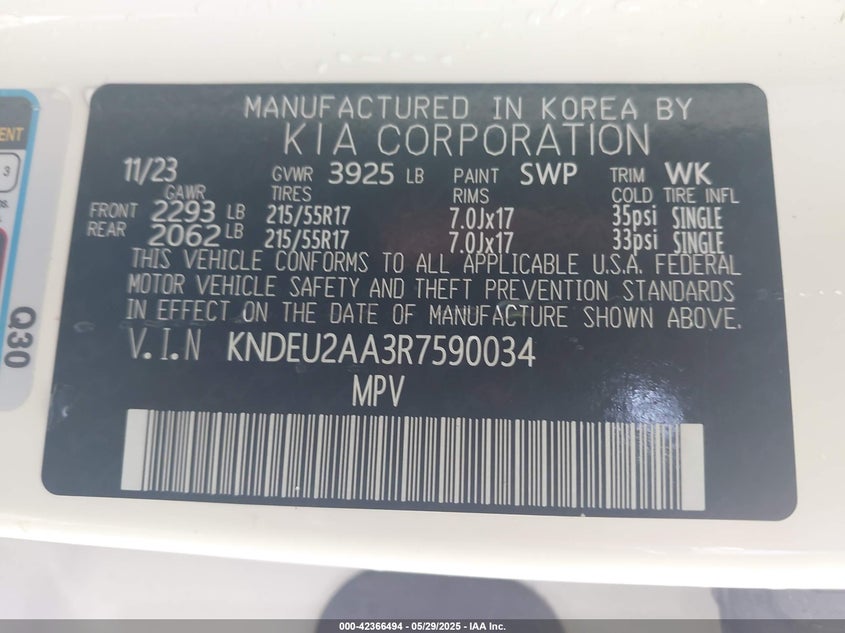 MANUFACTURED IN KOREA BY
KIA CORPORATION
11/23 GVWR 3925 LB PAINT SWP TRIM WK
GAWR TIRES RIMS COLD TIRE INFL
FRONT 2293 LB 215/55R17 7.0Jx17 35psi SINGLE
REAR 2062 LB 215/55R17 7.0Jx17 33psi SINGLE
THIS VEHICLE CONFORMS TO ALL APPLICABLE U.S.A. FEDERAL
MOTOR VEHICLE SAFETY AND THEFT PREVENTION STANDARDS
IN EFFECT ON THE DATE OF MANUFACTURE SHOWN ABOVE.
V.I.N KNDEU2AA3R7590034
MPV
3
Q30
000-42366494 - 05/29/2025 - IAA Inc.